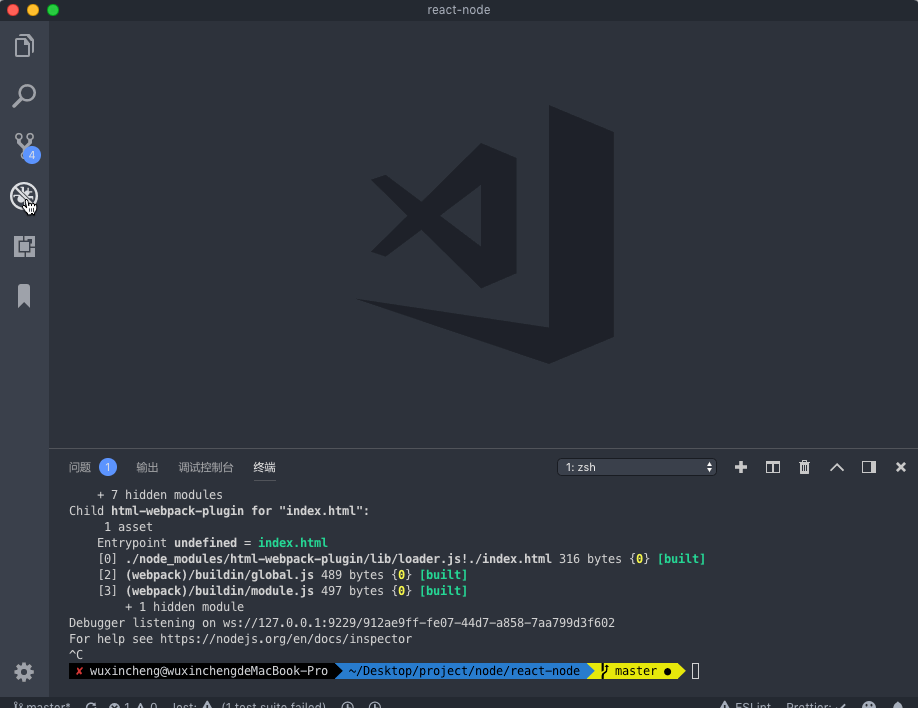 react-node
4
问题 1 输出 调试控制台 终端 1: zsh
+ 7 hidden modules
Child html-webpack-plugin for "index.html":
1 asset
Entrypoint undefined = index.html
[0] ./node_modules/html-webpack-plugin/lib/loader.js!./index.html 316 bytes {0} [built]
[2] (webpack)/buildin/global.js 489 bytes {0} [built]
[3] (webpack)/buildin/module.js 497 bytes {0} [built]
+ 1 hidden module
Debugger listening on ws://127.0.0.1:9229/912ae9ff-fe07-44d7-a858-7aa799d3f602
For help see https://nodejs.org/en/docs/inspector
^C
✘ wuxincheng@wuxinchengdeMacBook-Pro ~/Desktop/project/node/react-node master ●
master* 1 0 Jest: (1 test suite failed) ESLint Prettier: ✓